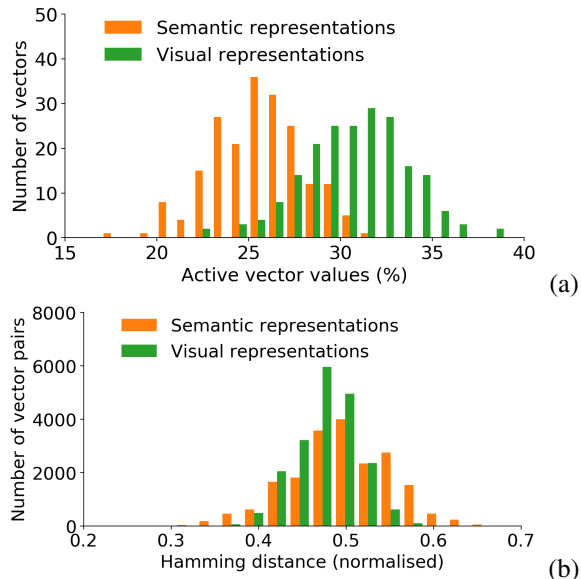 50
Semantic representations
Visual representations
40
30
20
10
0
Number of vectors
15 20 25 30 35 40
Active vector values (%)
(a)
8000
Semantic representations
Visual representations
6000
4000
2000
0
Number of vector pairs
0.2 0.3 0.4 0.5 0.6 0.7
Hamming distance (normalised)
(b)